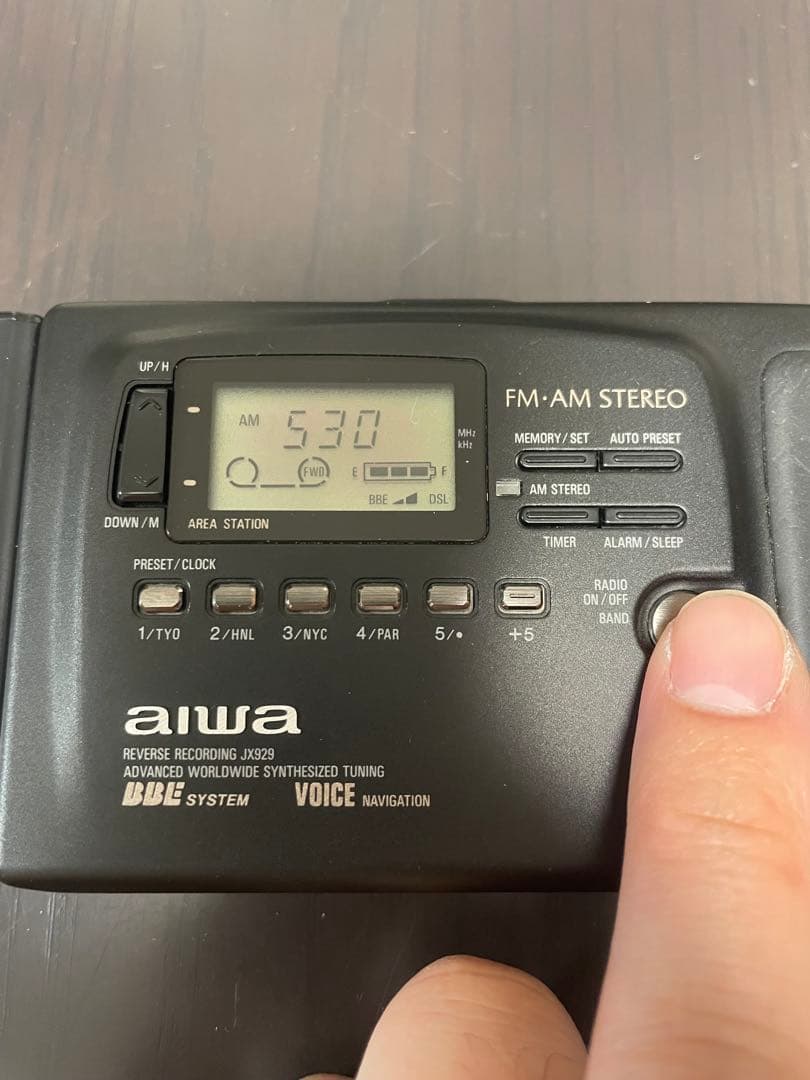 UP/H
FM·AM STEREO
AM 530
MHz
kHz
MEMORY/SET AUTO PRESET
FWD
E F
BBE DSL
AM STEREO
DOWN/M
AREA STATION
TIMER ALARM/SLEEP
PRESET/CLOCK
RADIO
ON/OFF
BAND
1/TYO 2/HNL 3/NYC 4/PAR 5/• +5
aiwa
REVERSE RECORDING JX929
ADVANCED WORLDWIDE SYNTHESIZED TUNING
BBE SYSTEM VOICE NAVIGATION